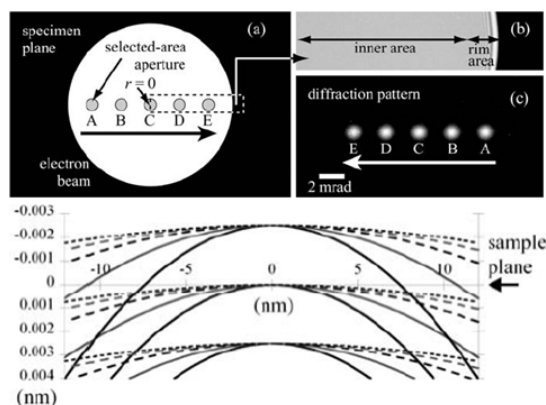 specimen plane
(a)
selected-area aperture
r = 0
A B C D E
electron beam
(b)
inner area
rim area
diffraction pattern
(c)
E D C B A
2 mrad
-0.003
-0.002
-0.001
0
0.001
0.002
0.003
0.004
(nm)
-10 -5 0 5 10
(nm)
sample plane